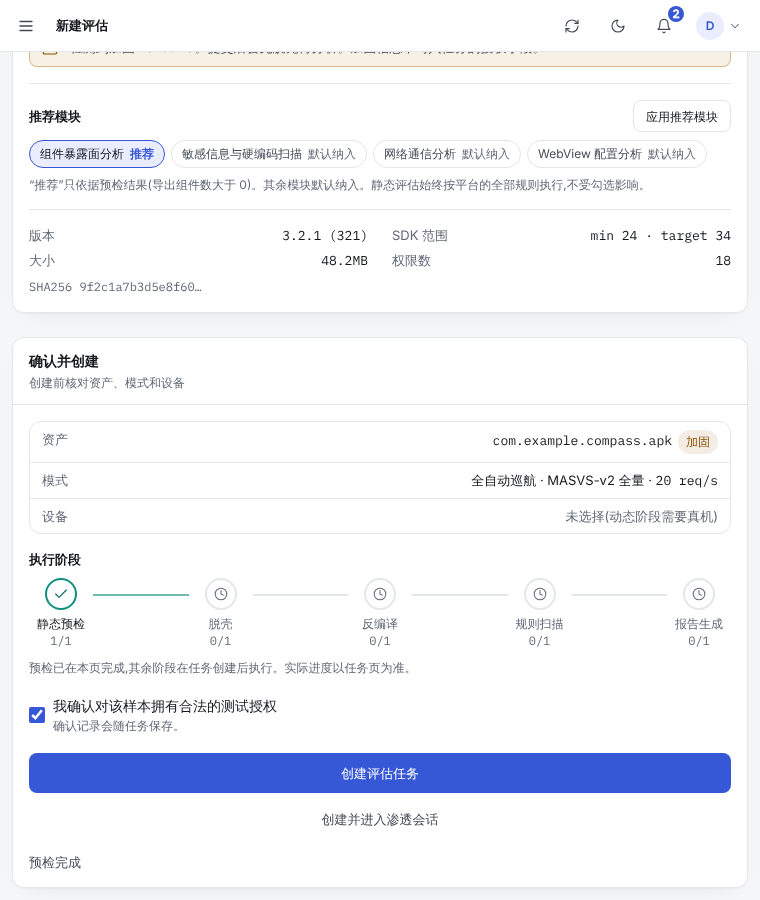 新建评估
2
D
推荐模块
应用推荐模块
组件暴露面分析 推荐
敏感信息与硬编码扫描 默认纳入
网络通信分析 默认纳入
WebView 配置分析 默认纳入
“推荐”只依据预检结果(导出组件数大于 0)。其余模块默认纳入。静态评估始终按平台的全部规则执行,不受勾选影响。
版本 3.2.1 (321)
SDK 范围 min 24 · target 34
大小 48.2MB
权限数 18
SHA256 9f2c1a7b3d5e8f60…
确认并创建
创建前核对资产、模式和设备
资产 com.example.compass.apk 加固
模式 全自动巡航 · MASVS-v2 全量 · 20 req/s
设备 未选择(动态阶段需要真机)
执行阶段
静态预检 脱壳 反编译 规则扫描 报告生成
1/1 0/1 0/1 0/1 0/1
预检已在本页完成,其余阶段在任务创建后执行。实际进度以任务页为准。
我确认对该样本拥有合法的测试授权
确认记录会随任务保存。
创建评估任务
创建并进入渗透会话
预检完成